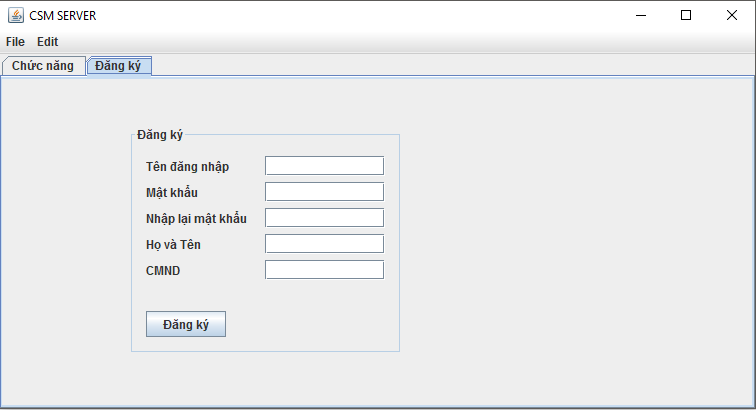 CSM SERVER
File Edit
Chức năng Đăng ký
Đăng ký
Tên đăng nhập
Mật khẩu
Nhập lại mật khẩu
Họ và Tên
CMND
Đăng ký